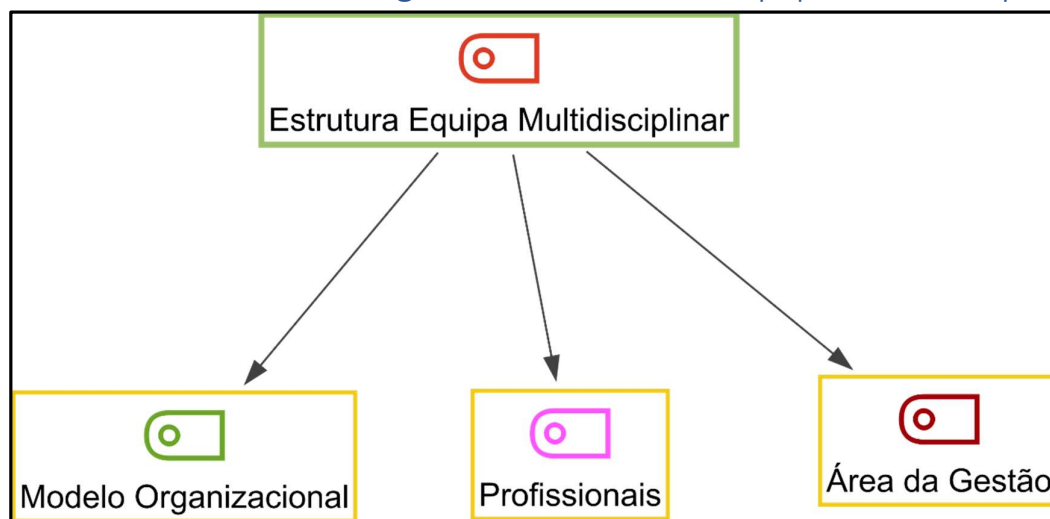 Estrutura Equipa Multidisciplinar
Modelo Organizacional
Profissionais
Área da Gestão